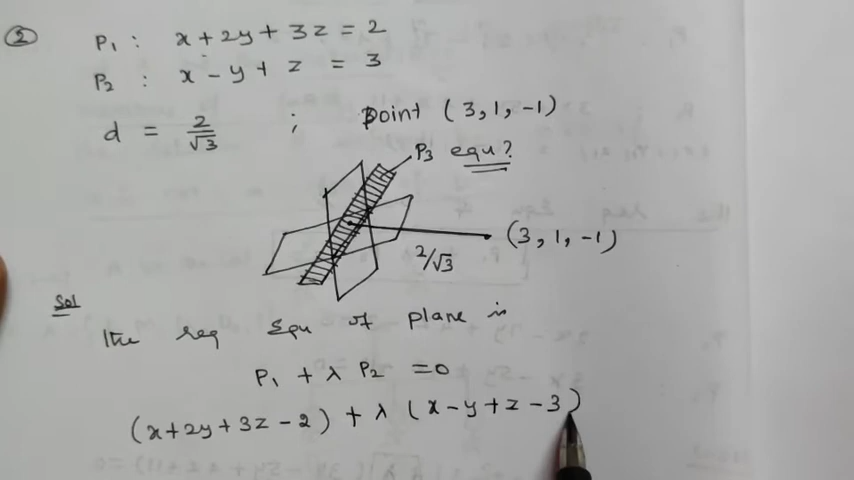 ② P₁ : x + 2y + 3z = 2
P₂ : x - y + z = 3
d = 2/√3 ; point (3, 1, -1)
P₃ equ?
(3, 1, -1)
2/√3
Sol
The req Equ of plane is
P₁ + λ P₂ = 0
(x + 2y + 3z - 2) + λ (x - y + z - 3)